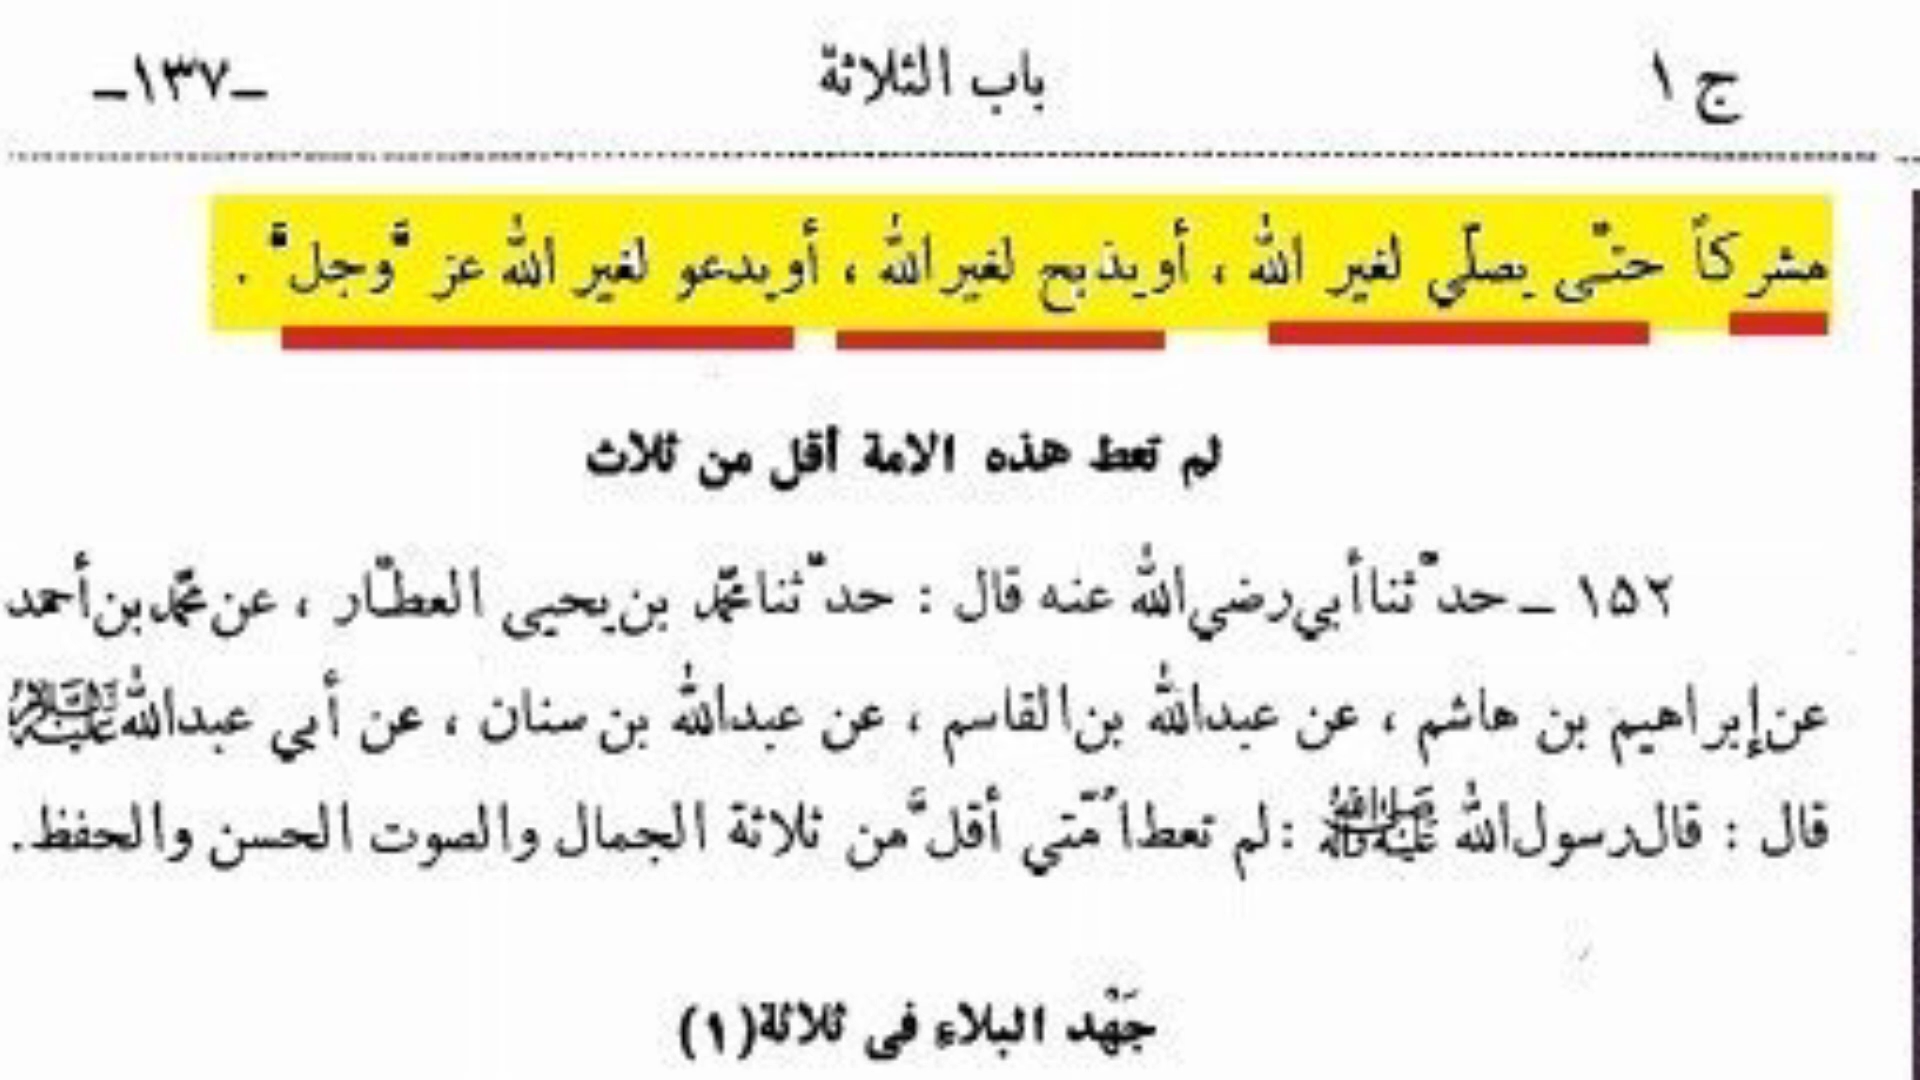 ج ١ باب الثلاثة ـ١٣٧ـ
مشركاً حتّى يصلّي لغير الله ، أو يذبح لغير الله ، أو يدعو لغير الله عزّ وجلّ .
لم تعط هذه الامة أقل من ثلاث
١٥٢ ـ حدّثنا أبي رضي الله عنه قال : حدّثنا محمّد بن يحيى العطّار ، عن محمّد بن أحمد
عن إبراهيم بن هاشم ، عن عبدالله بن القاسم ، عن عبدالله بن سنان ، عن أبي عبدالله عليه السلام
قال : قال رسول الله صلى الله عليه وآله : لم تعط اُمّتي أقلّ من ثلاثة الجمال والصوت الحسن والحفظ.
جَهْد البلاء فى ثلاثة(١)